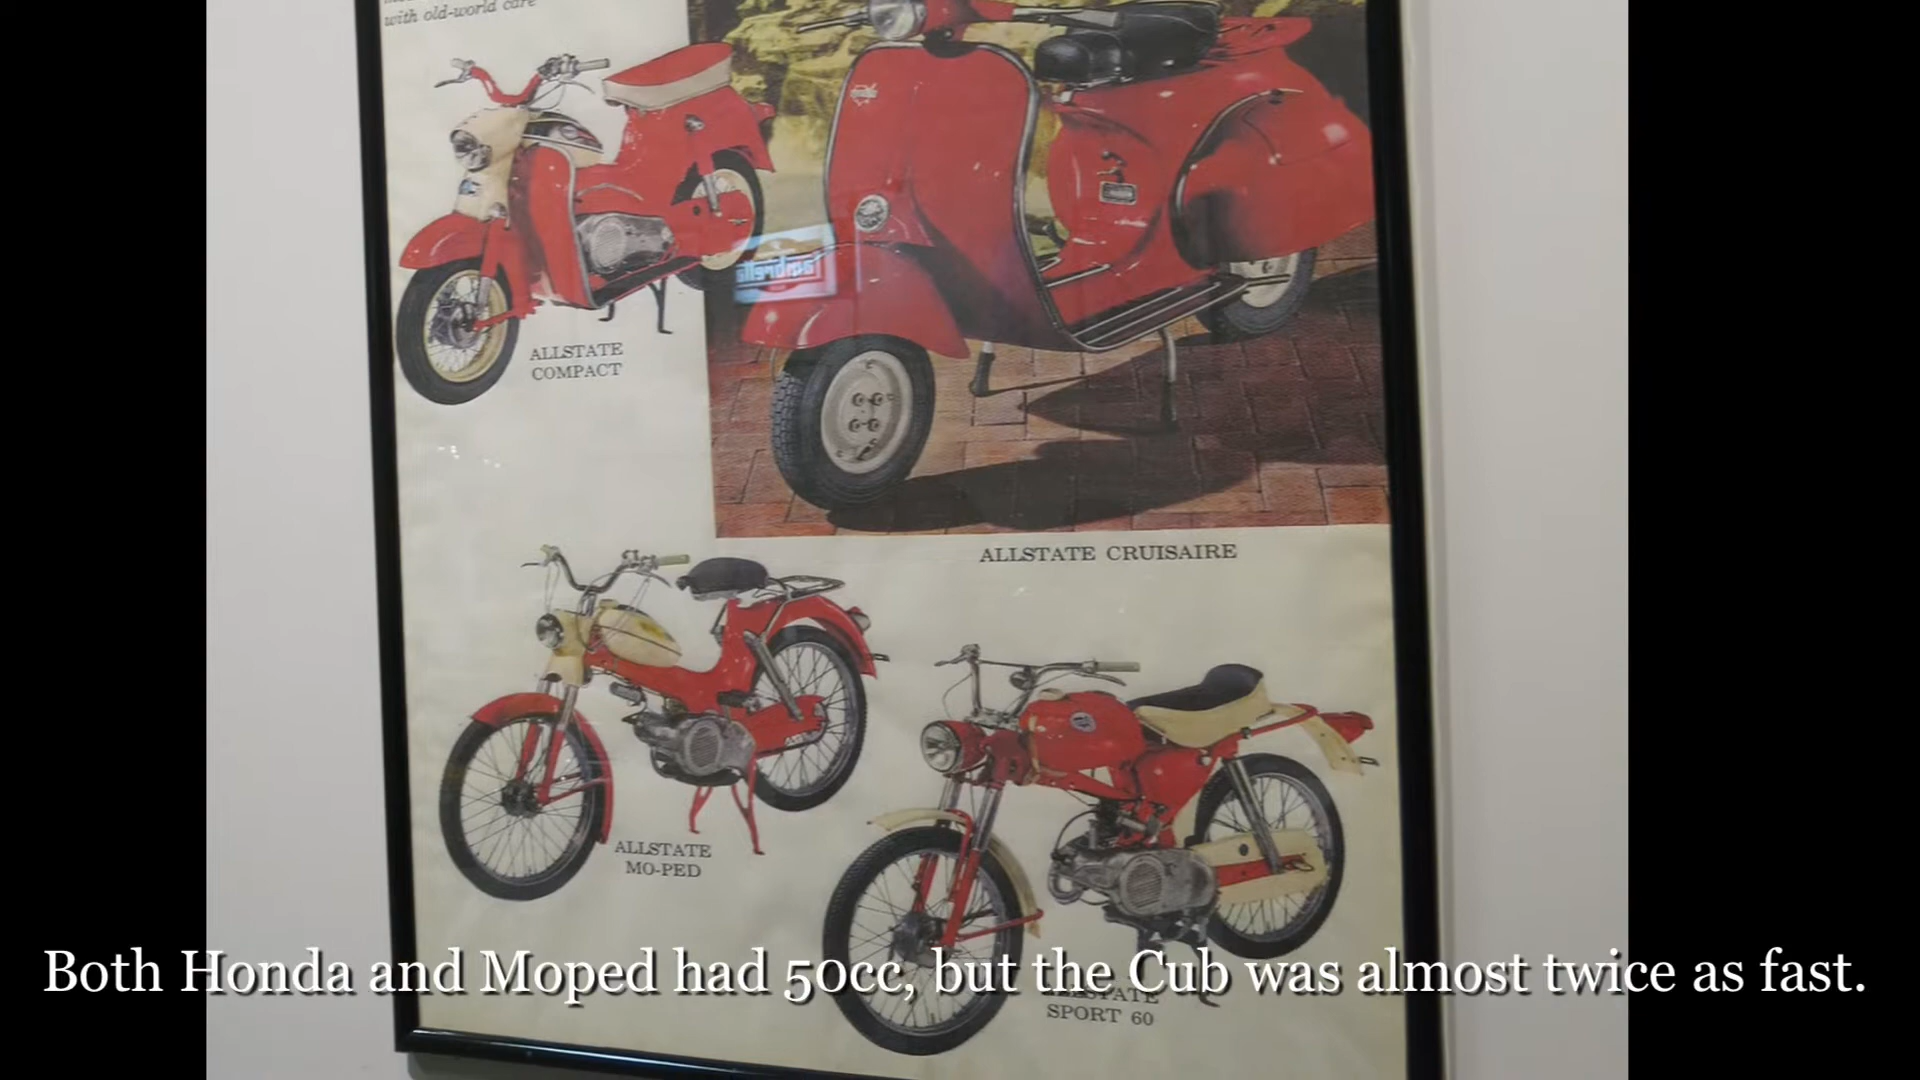 with old-world care
ALLSTATE
COMPACT
ALLSTATE CRUISAIRE
ALLSTATE
MO-PED
Both Honda and Moped had 50cc, but the Cub was almost twice as fast.
ALLSTATE
SPORT 60